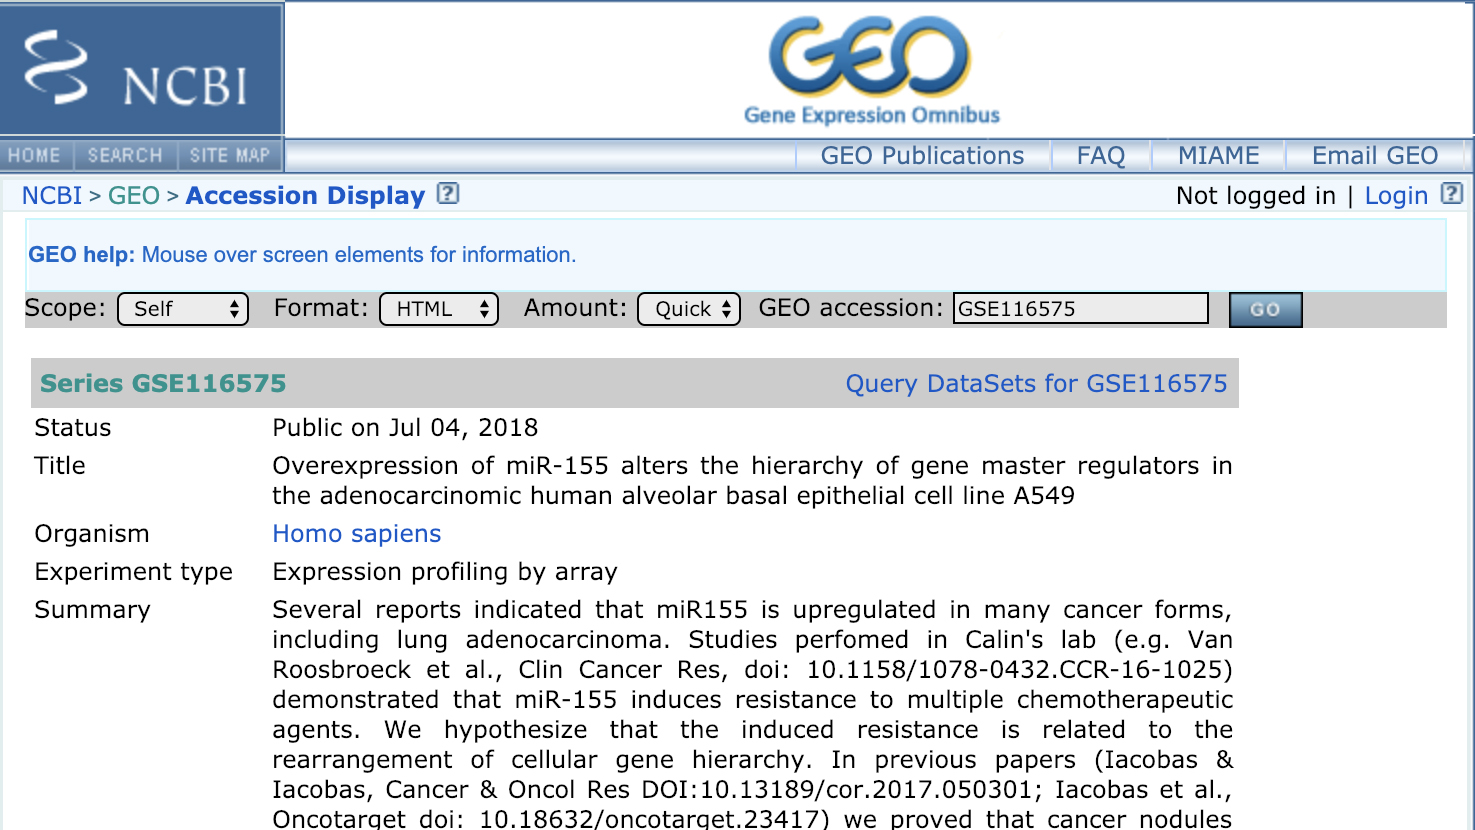 NCBI
GEO
Gene Expression Omnibus
HOME SEARCH SITE MAP GEO Publications FAQ MIAME Email GEO
NCBI > GEO > Accession Display ? Not logged in | Login ?
GEO help: Mouse over screen elements for information.
Scope: Self Format: HTML Amount: Quick GEO accession: GSE116575 GO
Series GSE116575 Query DataSets for GSE116575
Status Public on Jul 04, 2018
Title Overexpression of miR-155 alters the hierarchy of gene master regulators in
the adenocarcinomic human alveolar basal epithelial cell line A549
Organism Homo sapiens
Experiment type Expression profiling by array
Summary Several reports indicated that miR155 is upregulated in many cancer forms,
including lung adenocarcinoma. Studies perfomed in Calin's lab (e.g. Van
Roosbroeck et al., Clin Cancer Res, doi: 10.1158/1078-0432.CCR-16-1025)
demonstrated that miR-155 induces resistance to multiple chemotherapeutic
agents. We hypothesize that the induced resistance is related to the
rearrangement of cellular gene hierarchy. In previous papers (Iacobas &
Iacobas, Cancer & Oncol Res DOI:10.13189/cor.2017.050301; Iacobas et al.,
Oncotarget doi: 10.18632/oncotarget.23417) we proved that cancer nodules